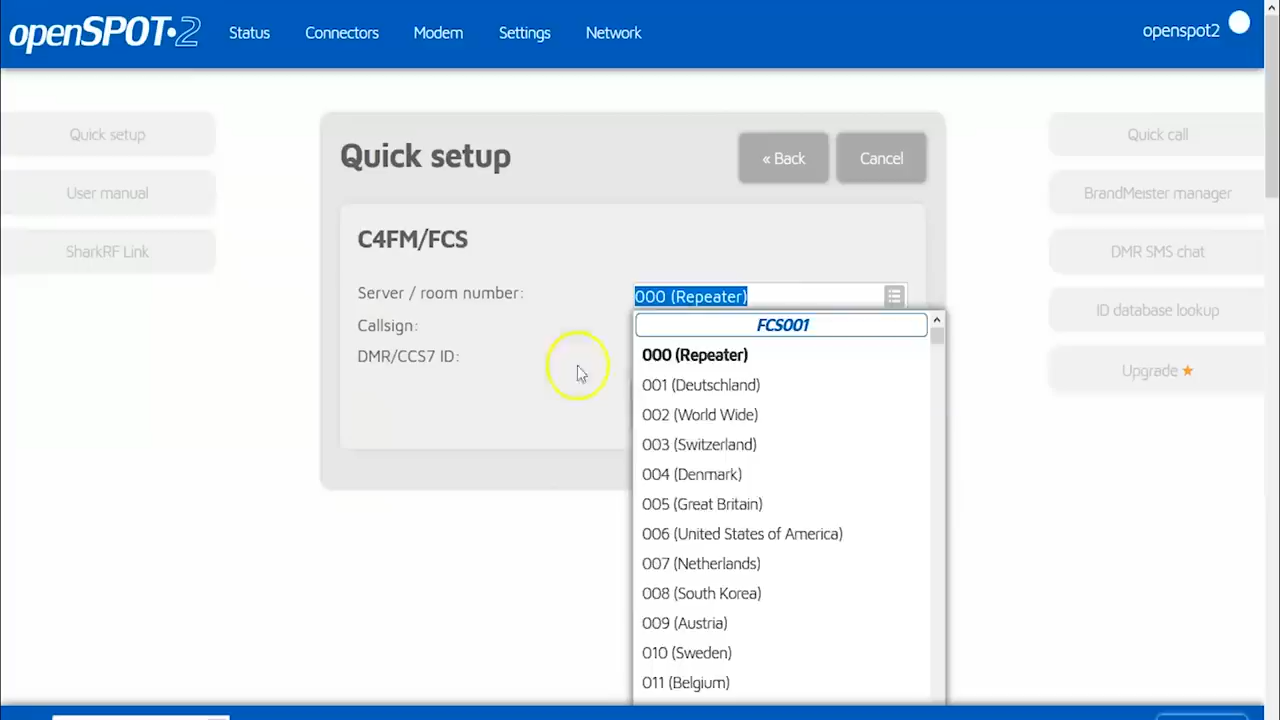 openSPOT·2
Status
Connectors
Modem
Settings
Network
openspot2
Quick setup
User manual
SharkRF Link
Quick setup
« Back
Cancel
C4FM/FCS
Server / room number:
000 (Repeater)
Callsign:
DMR/CCS7 ID:
FCS001
000 (Repeater)
001 (Deutschland)
002 (World Wide)
003 (Switzerland)
004 (Denmark)
005 (Great Britain)
006 (United States of America)
007 (Netherlands)
008 (South Korea)
009 (Austria)
010 (Sweden)
011 (Belgium)
Quick call
BrandMeister manager
DMR SMS chat
ID database lookup
Upgrade ★